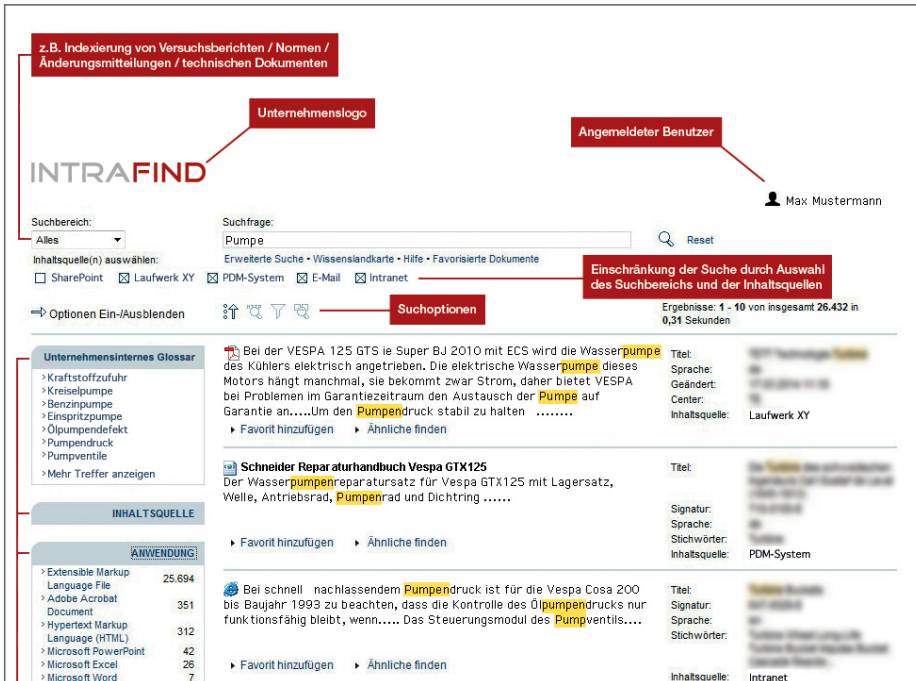 z.B. Indexierung von Versuchsberichten / Normen /
Änderungsmitteilungen / technischen Dokumenten
Unternehmenslogo
Angemeldeter Benutzer
INTRAFIND
Max Mustermann
Suchbereich:
Suchfrage:
Alles
Pumpe
Reset
Inhaltsquelle(n) auswählen:
Erweiterte Suche • Wissenslandkarte • Hilfe • Favorisierte Dokumente
SharePoint Laufwerk XY PDM-System E-Mail Intranet
Einschränkung der Suche durch Auswahl
des Suchbereichs und der Inhaltsquellen
Optionen Ein-/Ausblenden
Suchoptionen
Ergebnisse: 1 - 10 von insgesamt 26.432 in
0,31 Sekunden
Unternehmensinternes Glossar
Kraftstoffzufuhr
Kreiselpumpe
Benzinpumpe
Einspritzpumpe
Ölpumpendefekt
Pumpendruck
Pumpventile
Mehr Treffer anzeigen
INHALTSQUELLE
ANWENDUNG
Extensible Markup
Language File 25.694
Adobe Acrobat
Document 351
Hypertext Markup
Language (HTML) 312
Microsoft PowerPoint 42
Microsoft Excel 26
Microsoft Word 7
Bei der VESPA 125 GTS ie Super BJ 2010 mit ECS wird die Wasserpumpe
des Kühlers elektrisch angetrieben. Die elektrische Wasserpumpe dieses
Motors hängt manchmal, sie bekommt zwar Strom, daher bietet VESPA
bei Problemen im Garantiezeitraum den Austausch der Pumpe auf
Garantie an.....Um den Pumpendruck stabil zu halten ........
Favorit hinzufügen Ähnliche finden
Titel:
Sprache:
Geändert:
Center:
Inhaltsquelle: Laufwerk XY
Schneider Reparaturhandbuch Vespa GTX125
Der Wasserpumpenreparatursatz für Vespa GTX125 mit Lagersatz,
Welle, Antriebsrad, Pumpenrad und Dichtring ......
Favorit hinzufügen Ähnliche finden
Titel:
Signatur:
Sprache:
Stichwörter:
Inhaltsquelle: PDM-System
Bei schnell nachlassendem Pumpendruck ist für die Vespa Cosa 200
bis Baujahr 1993 zu beachten, dass die Kontrolle des Ölpumpendrucks nur
funktionsfähig bleibt, wenn..... Das Steuerungsmodul des Pumpventils....
Favorit hinzufügen Ähnliche finden
Titel:
Signatur:
Sprache:
Stichwörter:
Inhaltsquelle: Intranet